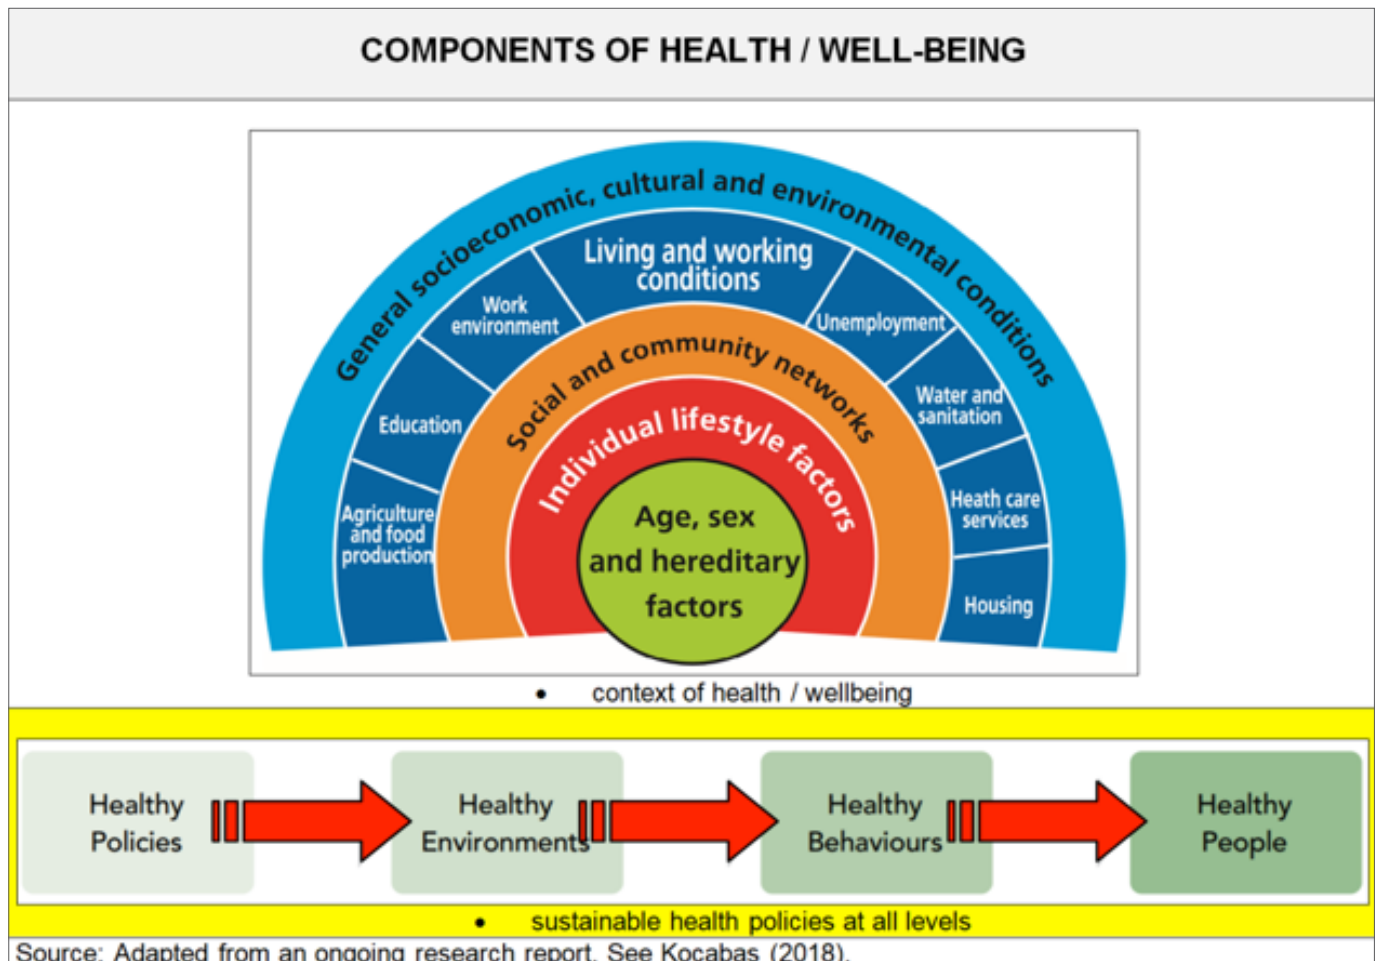 COMPONENTS OF HEALTH / WELL-BEING
General socioeconomic, cultural and environmental conditions
Living and working
conditions
Work
environment
Unemployment
Education
Water and
sanitation
Agriculture
and food
production
Heath care
services
Housing
Social and community networks
Individual lifestyle factors
Age, sex
and hereditary
factors
• context of health / wellbeing
Healthy
Policies
Healthy
Environments
Healthy
Behaviours
Healthy
People
• sustainable health policies at all levels
Source: Adapted from an ongoing research report. See Kocabas (2018).